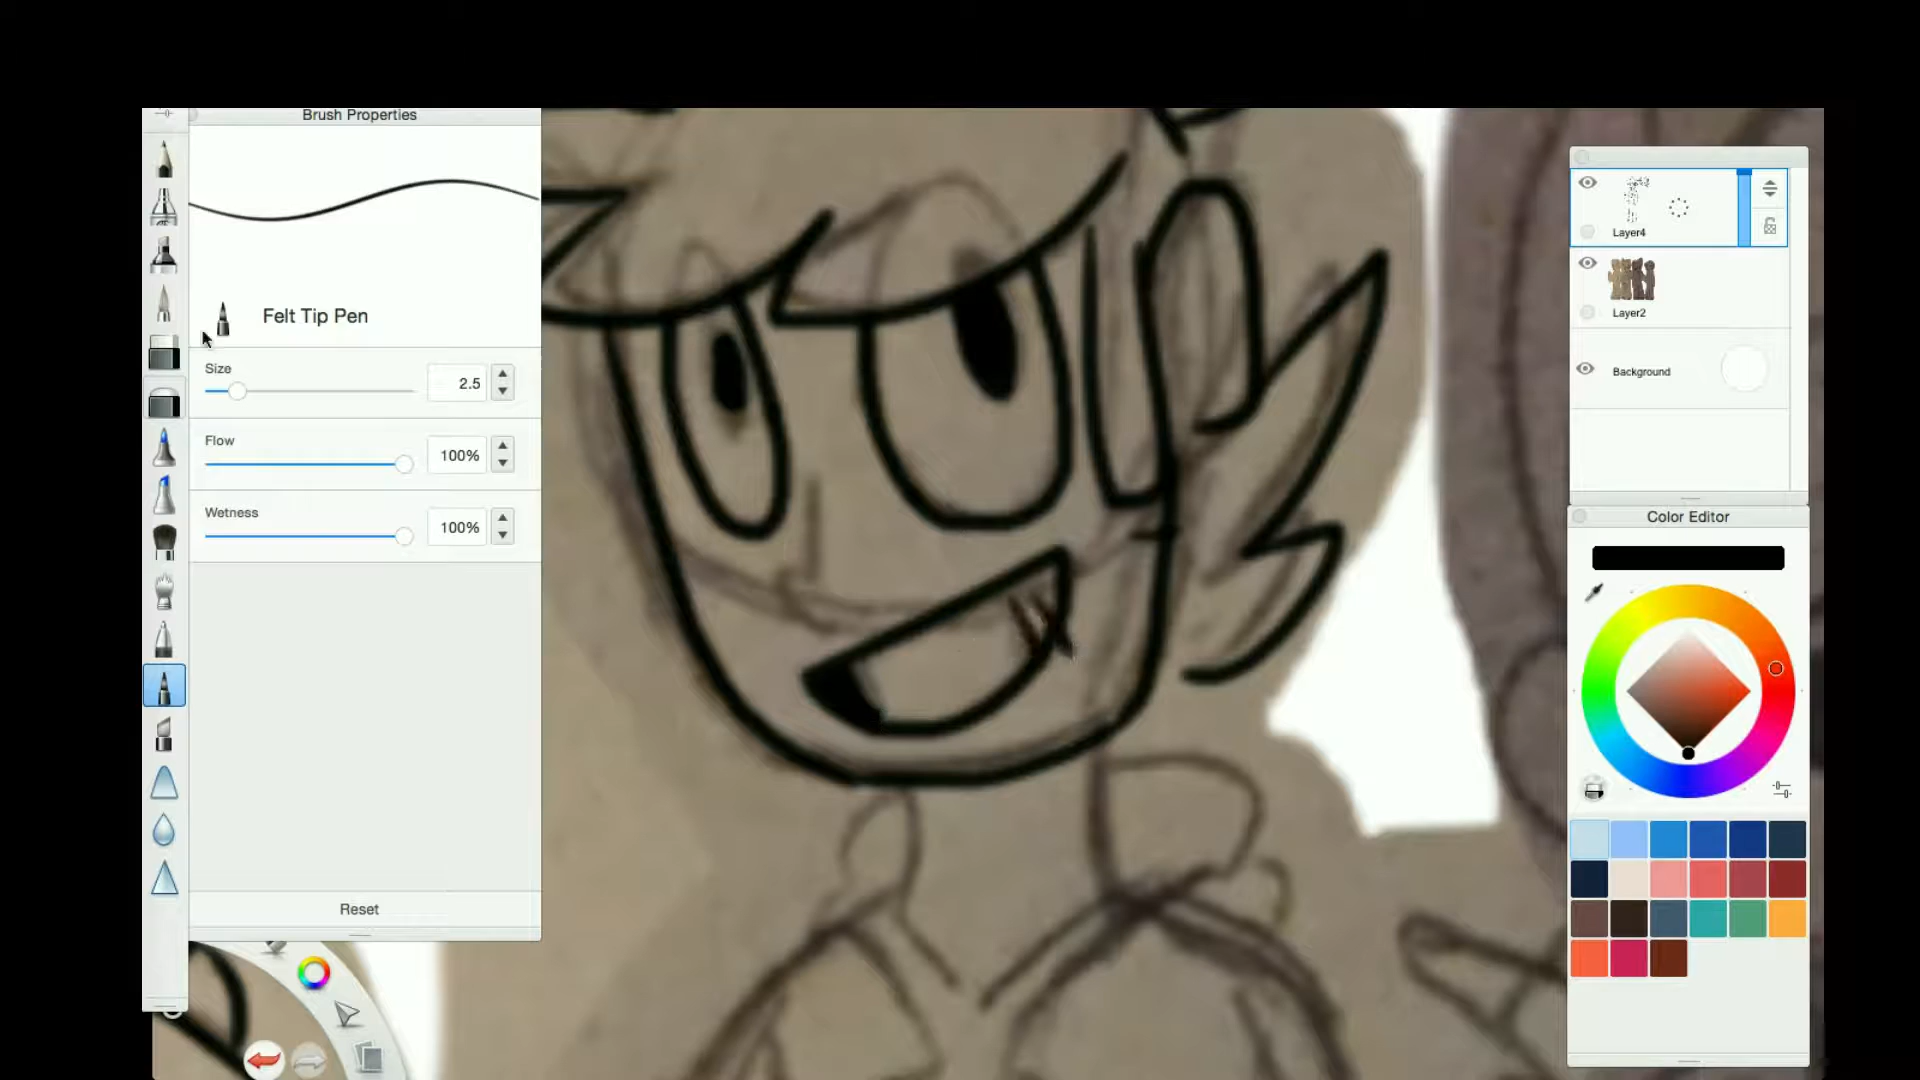 Brush Properties
Felt Tip Pen
Size
2.5
Flow
100%
Wetness
100%
Reset
Layer4
Layer2
Background
Color Editor